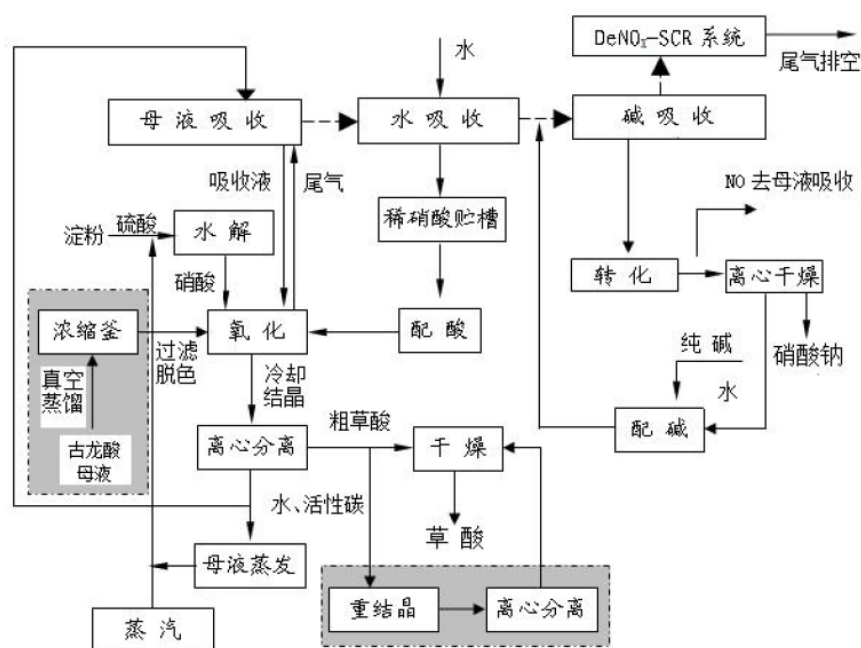 DeNOx-SCR 系统
尾气排空
水
母液吸收
水吸收
碱吸收
吸收液
尾气
NO 去母液吸收
淀粉
硫酸
水解
稀硝酸贮槽
硝酸
转化
离心干燥
浓缩釜
过滤
脱色
氧化
配酸
硝酸钠
真空
蒸馏
冷却
结晶
纯碱
水
古龙酸
母液
粗草酸
离心分离
干燥
配碱
水、活性碳
草酸
母液蒸发
重结晶
离心分离
蒸汽